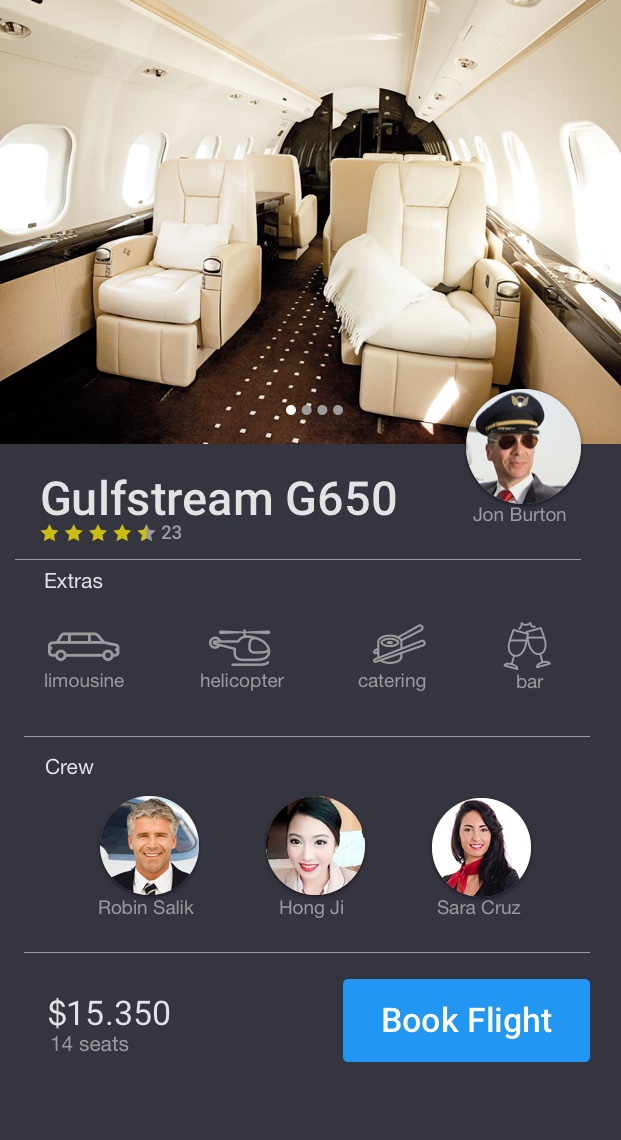 Gulfstream G650
23
Jon Burton
Extras
limousine
helicopter
catering
bar
Crew
Robin Salik
Hong Ji
Sara Cruz
$15.350
14 seats
Book Flight